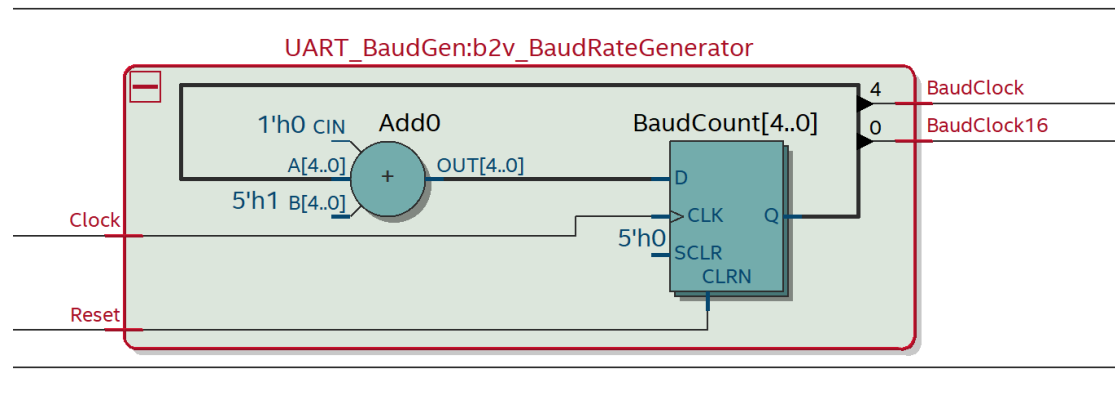 UART_BaudGen:b2v_BaudRateGenerator
4 BaudClock
0 BaudClock16
1'h0 CIN Add0
BaudCount[4..0]
A[4..0] + OUT[4..0]
5'h1 B[4..0]
D
Clock
>CLK Q
5'h0 SCLR
CLRN
Reset